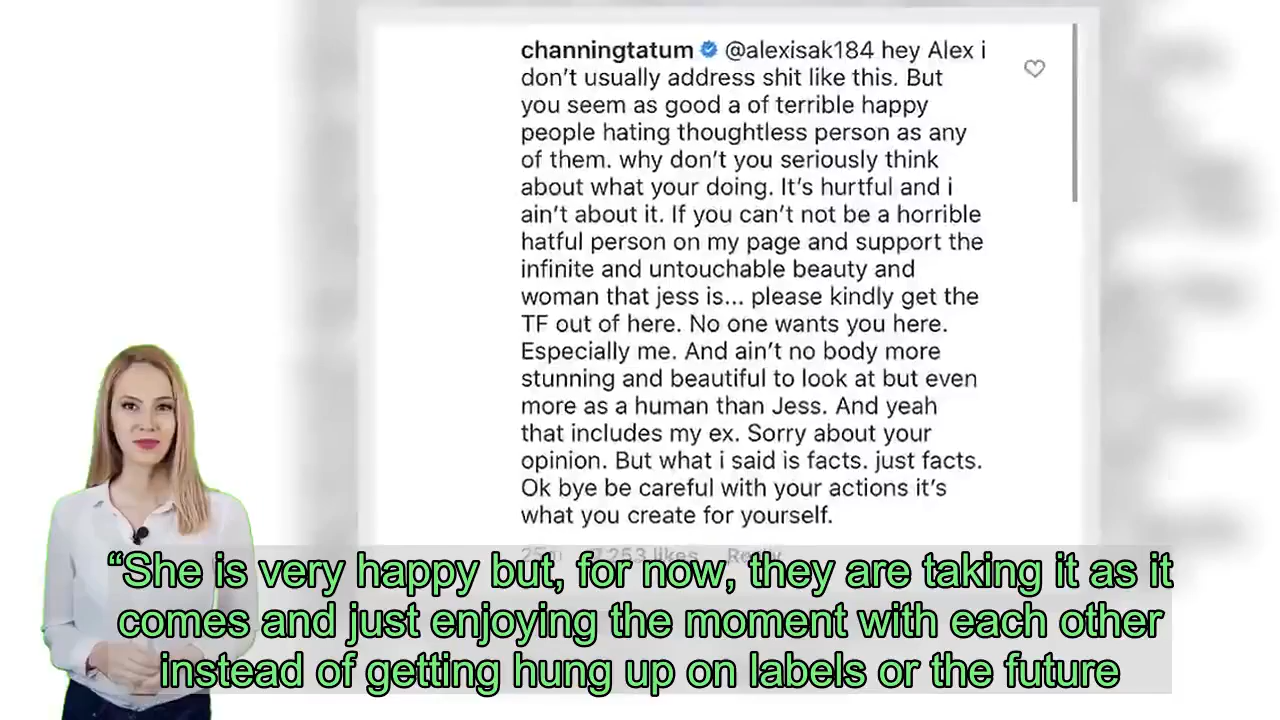 channingtatum @alexisak184 hey Alex i
don't usually address shit like this. But
you seem as good a of terrible happy
people hating thoughtless person as any
of them. why don't you seriously think
about what your doing. It's hurtful and i
ain't about it. If you can't not be a horrible
hatful person on my page and support the
infinite and untouchable beauty and
woman that jess is... please kindly get the
TF out of here. No one wants you here.
Especially me. And ain't no body more
stunning and beautiful to look at but even
more as a human than Jess. And yeah
that includes my ex. Sorry about your
opinion. But what i said is facts. just facts.
Ok bye be careful with your actions it's
what you create for yourself.
253 likes Reply
“She is very happy but, for now, they are taking it as it
comes and just enjoying the moment with each other
instead of getting hung up on labels or the future